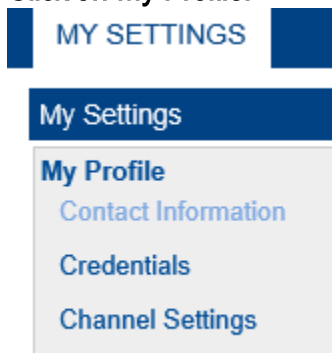 MY SETTINGS
My Settings
My Profile
Contact Information
Credentials
Channel Settings